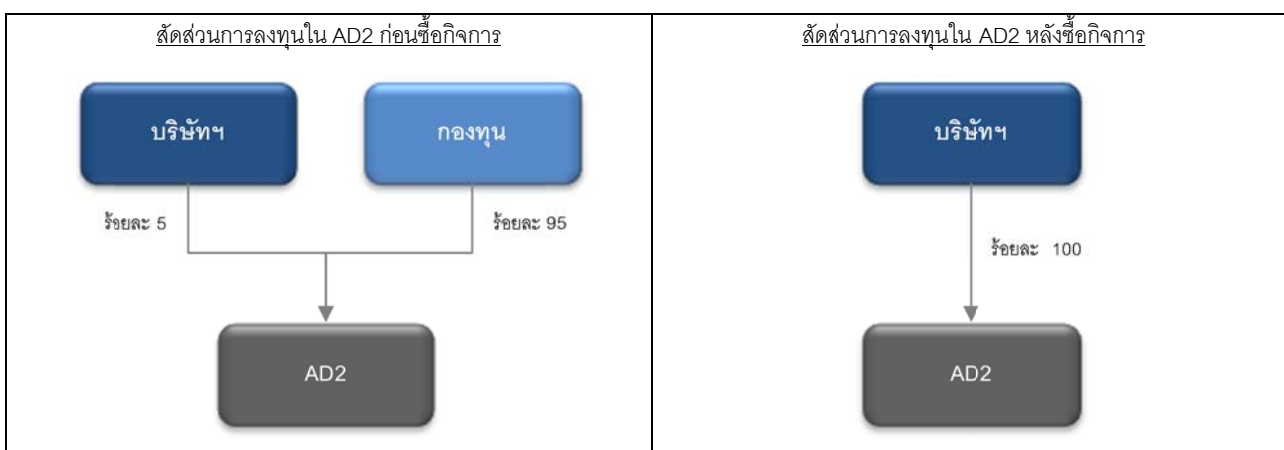 สัดส่วนการลงทุนใน AD2 ก่อนซื้อกิจการ
บริษัทฯ
กองทุน
ร้อยละ 5
ร้อยละ 95
AD2
สัดส่วนการลงทุนใน AD2 หลังซื้อกิจการ
บริษัทฯ
ร้อยละ 100
AD2